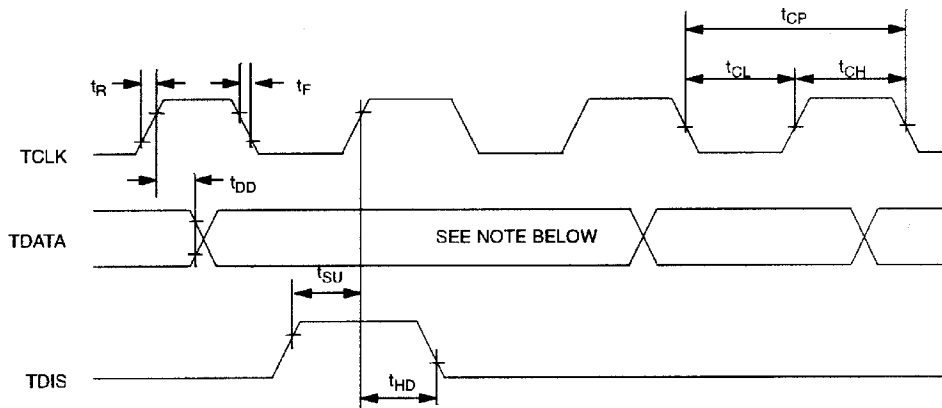 tCP
tR
tF
tCL
tCH
TCLK
tDD
TDATA
SEE NOTE BELOW
tSU
TDIS
tHD